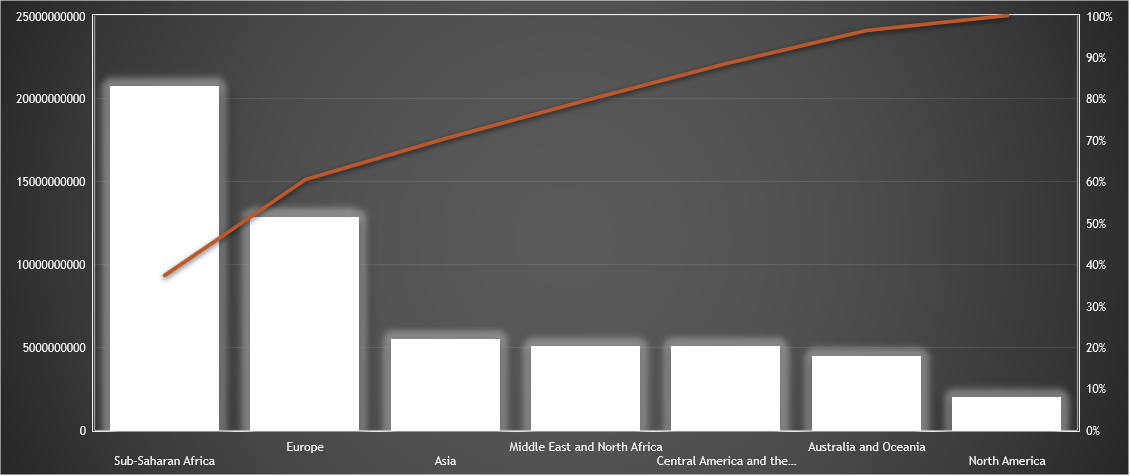 25000000000
20000000000
15000000000
10000000000
5000000000
0
100%
90%
80%
70%
60%
50%
40%
30%
20%
10%
0%
Sub-Saharan Africa
Europe
Asia
Middle East and North Africa
Central America and the...
Australia and Oceania
North America